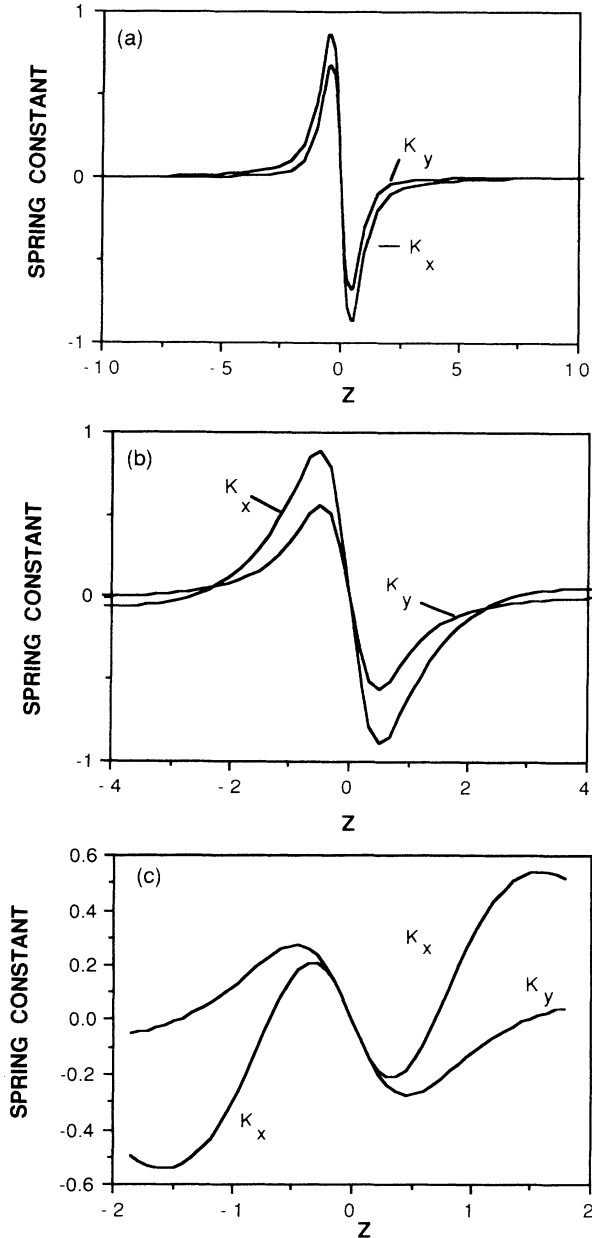 1
(a)
SPRING CONSTANT
0
K y
K x
-1
-10 -5 0 5 10
Z
1
(b)
SPRING CONSTANT
K x
0
K y
-1
-4 -2 0 2 4
Z
0.6
(c)
SPRING CONSTANT
0.4
K x
0.2
K y
0.0
-0.2
K x
-0.4
-0.6
-2 -1 0 1 2
Z